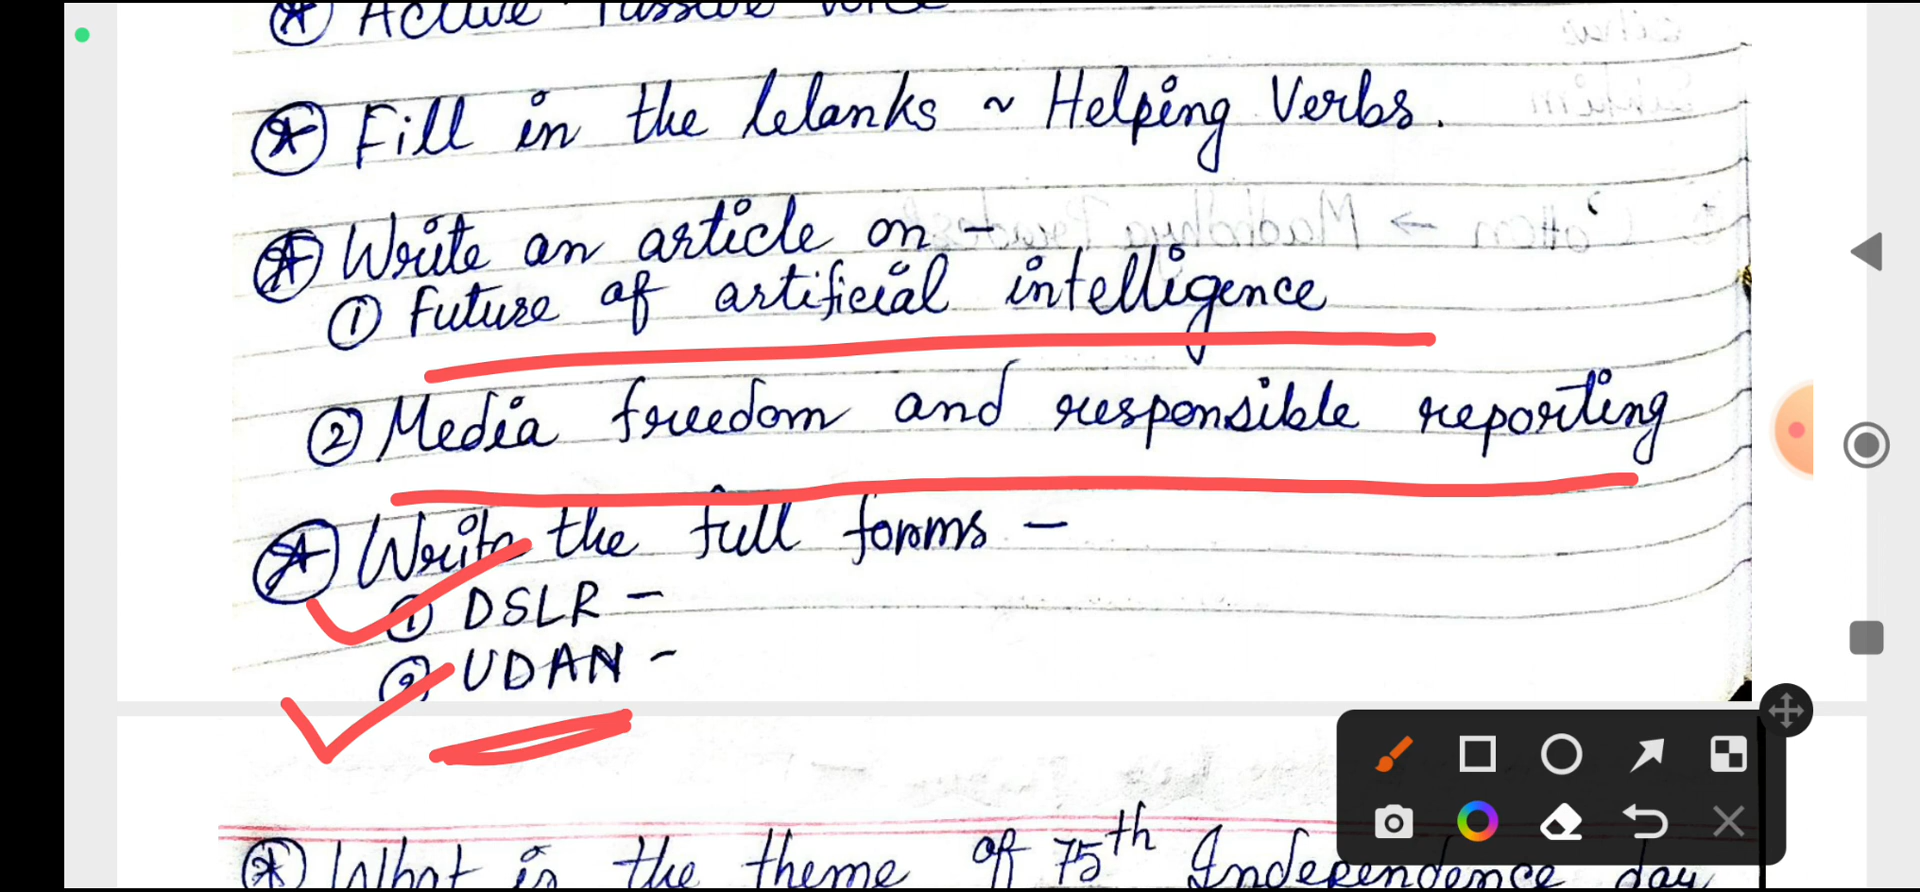 Active Passive voice
Fill in the blanks ~ Helping Verbs.
Write an article on -
① Future of artificial intelligence
② Media freedom and responsible reporting
Write the full forms -
① DSLR -
② UDAN -
What is the theme of 75th Independence day